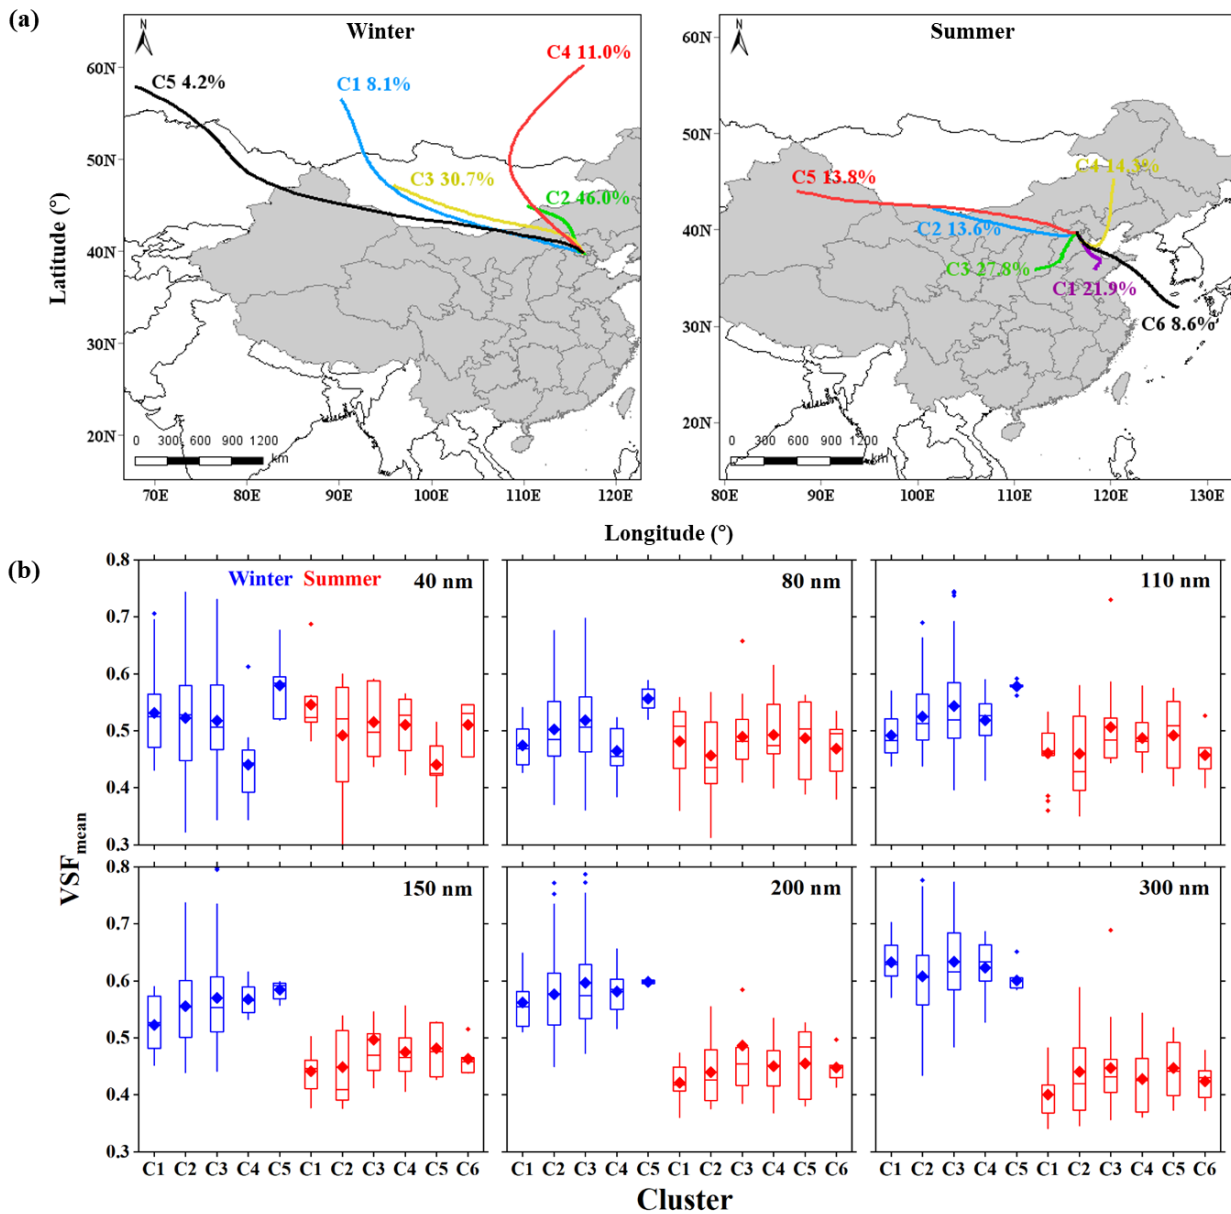 (a)
N
Winter
C5 4.2%
C1 8.1%
C4 11.0%
C3 30.7%
C2 46.0%
60N
50N
40N
30N
20N
0 300 600 900 1200
km
70E 80E 90E 100E 110E 120E
Latitude (°)
N
Summer
C4 14.3%
C5 13.8%
C2 13.6%
C3 27.8%
C1 21.9%
C6 8.6%
60N
50N
40N
30N
20N
0 300 600 900 1200
km
80E 90E 100E 110E 120E 130E
Longitude (°)
(b)
Winter Summer 40 nm
80 nm
110 nm
0.8
0.7
0.6
0.5
0.4
0.3
VSFmean
150 nm
200 nm
300 nm
0.8
0.7
0.6
0.5
0.4
0.3
C1 C2 C3 C4 C5 C1 C2 C3 C4 C5 C6
C1 C2 C3 C4 C5 C1 C2 C3 C4 C5 C6
C1 C2 C3 C4 C5 C1 C2 C3 C4 C5 C6
Cluster